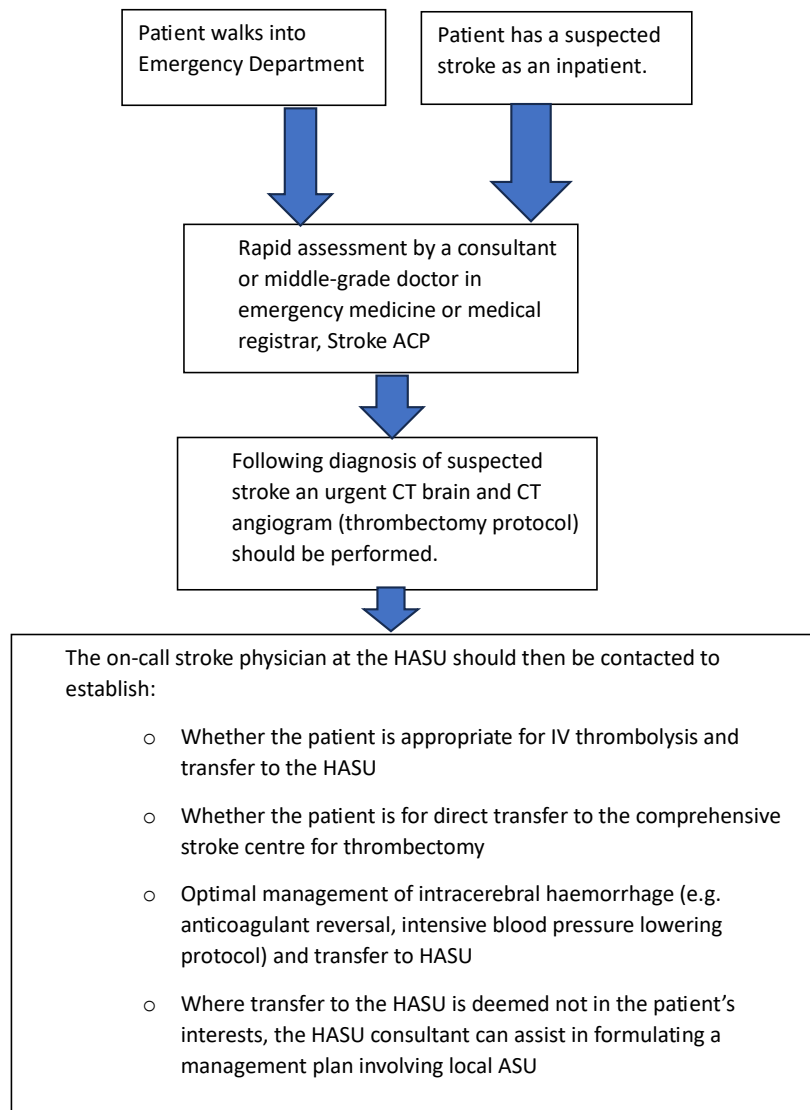 Patient walks into
Emergency Department
Patient has a suspected
stroke as an inpatient.
Rapid assessment by a consultant
or middle-grade doctor in
emergency medicine or medical
registrar, Stroke ACP
Following diagnosis of suspected
stroke an urgent CT brain and CT
angiogram (thrombectomy protocol)
should be performed.
The on-call stroke physician at the HASU should then be contacted to
establish:
o Whether the patient is appropriate for IV thrombolysis and
transfer to the HASU
o Whether the patient is for direct transfer to the comprehensive
stroke centre for thrombectomy
o Optimal management of intracerebral haemorrhage (e.g.
anticoagulant reversal, intensive blood pressure lowering
protocol) and transfer to HASU
o Where transfer to the HASU is deemed not in the patient’s
interests, the HASU consultant can assist in formulating a
management plan involving local ASU